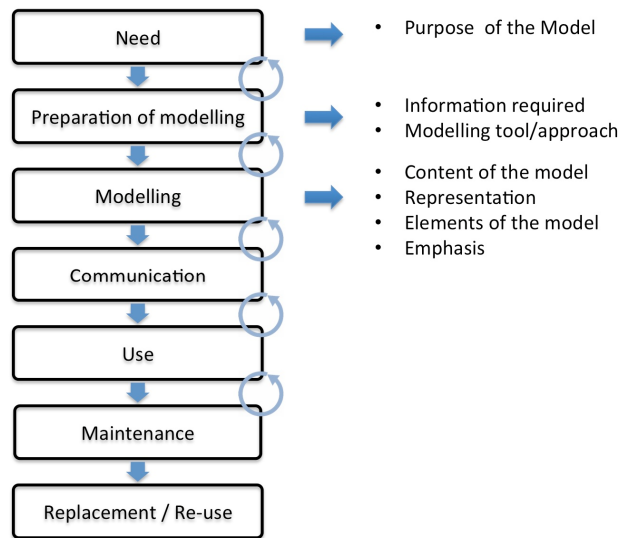 Need
• Purpose of the Model
Preparation of modelling
• Information required
• Modelling tool/approach
Modelling
• Content of the model
• Representation
• Elements of the model
• Emphasis
Communication
Use
Maintenance
Replacement / Re-use